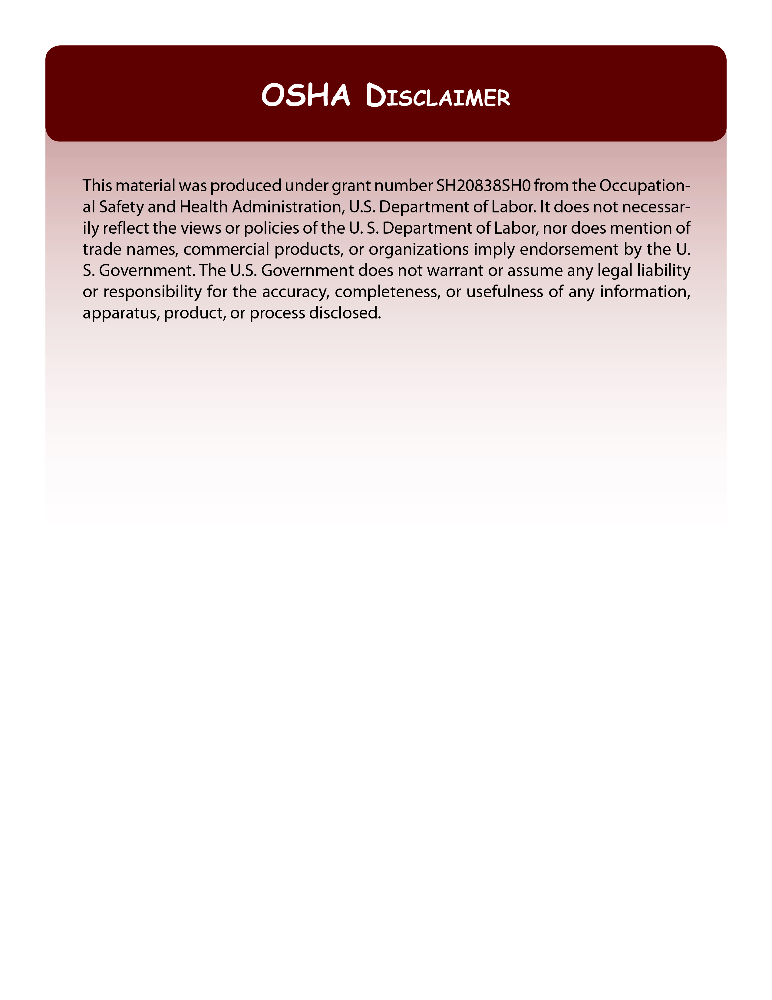 OSHA Disclaimer
This material was produced under grant number SH20838SH0 from the Occupation-
al Safety and Health Administration, U.S. Department of Labor. It does not necessar-
ily reflect the views or policies of the U. S. Department of Labor, nor does mention of
trade names, commercial products, or organizations imply endorsement by the U.
S. Government. The U.S. Government does not warrant or assume any legal liability
or responsibility for the accuracy, completeness, or usefulness of any information,
apparatus, product, or process disclosed.